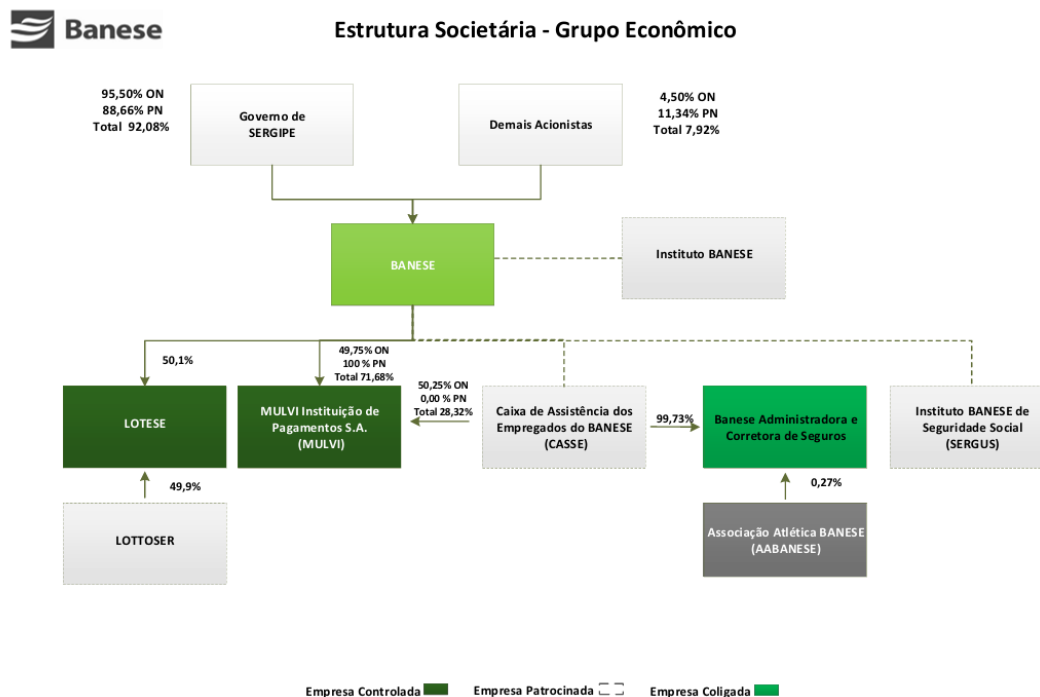 Banese
Estrutura Societária - Grupo Econômico
95,50% ON
88,66% PN
Total 92,08%
Governo de
SERGIPE
Demais Acionistas
4,50% ON
11,34% PN
Total 7,92%
BANESE
Instituto BANESE
50,1%
49,75% ON
100 % PN
Total 71,68%
50,25% ON
0,00 % PN
Total 28,32%
LOTESE
MULVI Instituição de
Pagamentos S.A.
(MULVI)
Caixa de Assistência dos
Empregados do BANESE
(CASSE)
99,73%
Banese Administradora e
Corretora de Seguros
Instituto BANESE de
Seguridade Social
(SERGUS)
49,9%
0,27%
LOTTOSER
Associação Atlética BANESE
(AABANESE)
Empresa Controlada
Empresa Patrocinada
Empresa Coligada